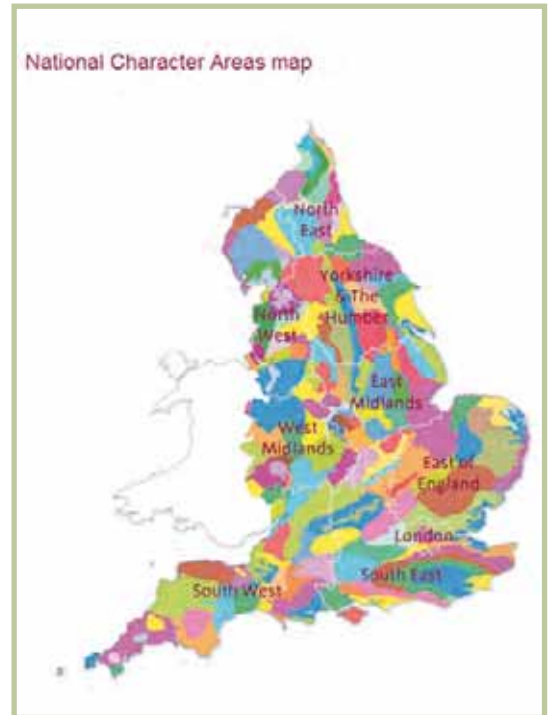 National Character Areas map
North
East
Yorkshire
& The
Humber
North
West
East
Midlands
West
Midlands
East of
England
London
South East
South West